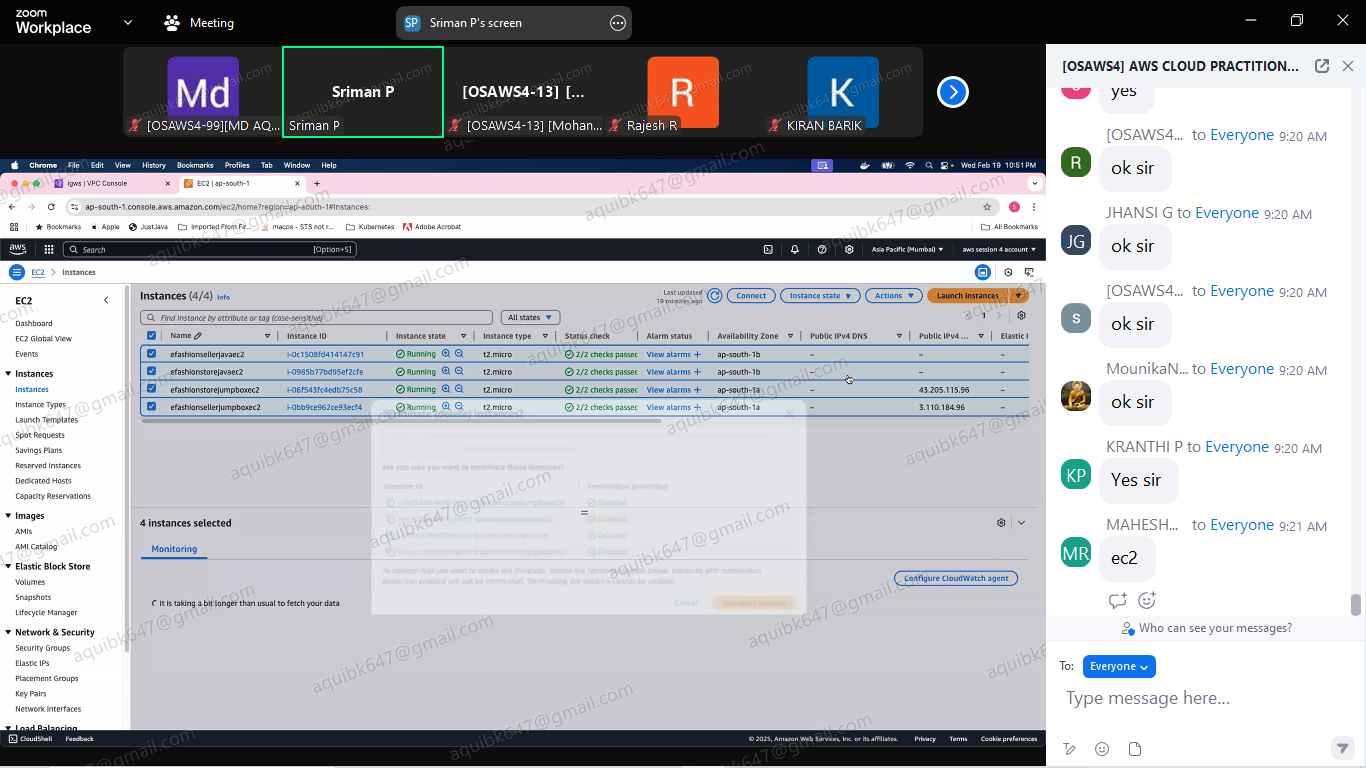 zoom
Workplace
Meeting
SP Sriman P's screen
Md
[OSAWS4-99][MD AQ...
Sriman P
Sriman P
[OSAWS4-13] [...
[OSAWS4-13] [Mohan...
R
Rajesh R
K
KIRAN BARIK
Chrome File Edit View History Bookmarks Profiles Tab Window Help
Wed Feb 19 10:51 PM
igws | VPC Console
EC2 | ap-south-1
ap-south-1.console.aws.amazon.com/ec2/home?region=ap-south-1#Instances:
Bookmarks Apple JustJava Imported From Fir... macos - STS not r... Kubernetes Adobe Acrobat All Bookmarks
aws Search [Option+S] Asia Pacific (Mumbai) aws session 4 account
EC2 > Instances
EC2
Dashboard
EC2 Global View
Events
Instances
Instances
Instance Types
Launch Templates
Spot Requests
Savings Plans
Reserved Instances
Dedicated Hosts
Capacity Reservations
Images
AMIs
AMI Catalog
Elastic Block Store
Volumes
Snapshots
Lifecycle Manager
Network & Security
Security Groups
Elastic IPs
Placement Groups
Key Pairs
Network Interfaces
Load Balancing
Instances (4/4) Info
Last updated
19 minutes ago
Connect Instance state Actions Launch instances
Find Instance by attribute or tag (case-sensitive)
All states
1
Name Instance ID Instance state Instance type Status check Alarm status Availability Zone Public IPv4 DNS Public IPv4 ... Elastic I
efashionsellerjavaec2 i-0c1508fd414147c91 Running t2.micro 2/2 checks passec View alarms + ap-south-1b – – –
efashionstorejavaec2 i-0985b77bd95ef2cfe Running t2.micro 2/2 checks passec View alarms + ap-south-1b – – –
efashionstorejumpboxec2 i-06f543fc4edb75c58 Running t2.micro 2/2 checks passec View alarms + ap-south-1a – 43.205.115.96 –
efashionsellerjumpboxec2 i-0bb9ce962ce93ecf4 Running t2.micro 2/2 checks passec View alarms + ap-south-1a – 3.110.184.96 –
Are you sure you want to terminate these instances?
Instance ID Termination protection
Disabled
Disabled
Disabled
Disabled
Cancel
4 instances selected
Monitoring
Configure CloudWatch agent
It is taking a bit longer than usual to fetch your data
CloudShell Feedback
© 2025, Amazon Web Services, Inc. or its affiliates. Privacy Terms Cookie preferences
aquibk647@gmail.com
[OSAWS4] AWS CLOUD PRACTITION...
yes
[OSAWS4... to Everyone 9:20 AM
R
ok sir
JHANSI G to Everyone 9:20 AM
JG
ok sir
[OSAWS4... to Everyone 9:20 AM
S
ok sir
MounikaN... to Everyone 9:20 AM
ok sir
KRANTHI P to Everyone 9:20 AM
KP
Yes sir
MAHESH... to Everyone 9:21 AM
MR
ec2
Who can see your messages?
To: Everyone
Type message here...